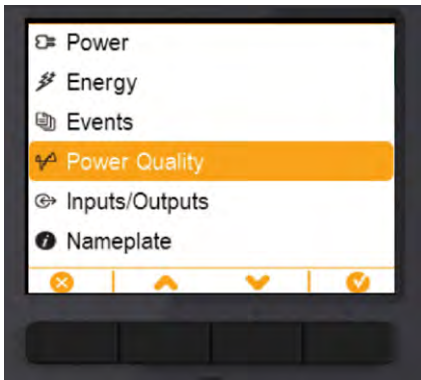 Power
Energy
Events
Power Quality
Inputs/Outputs
Nameplate